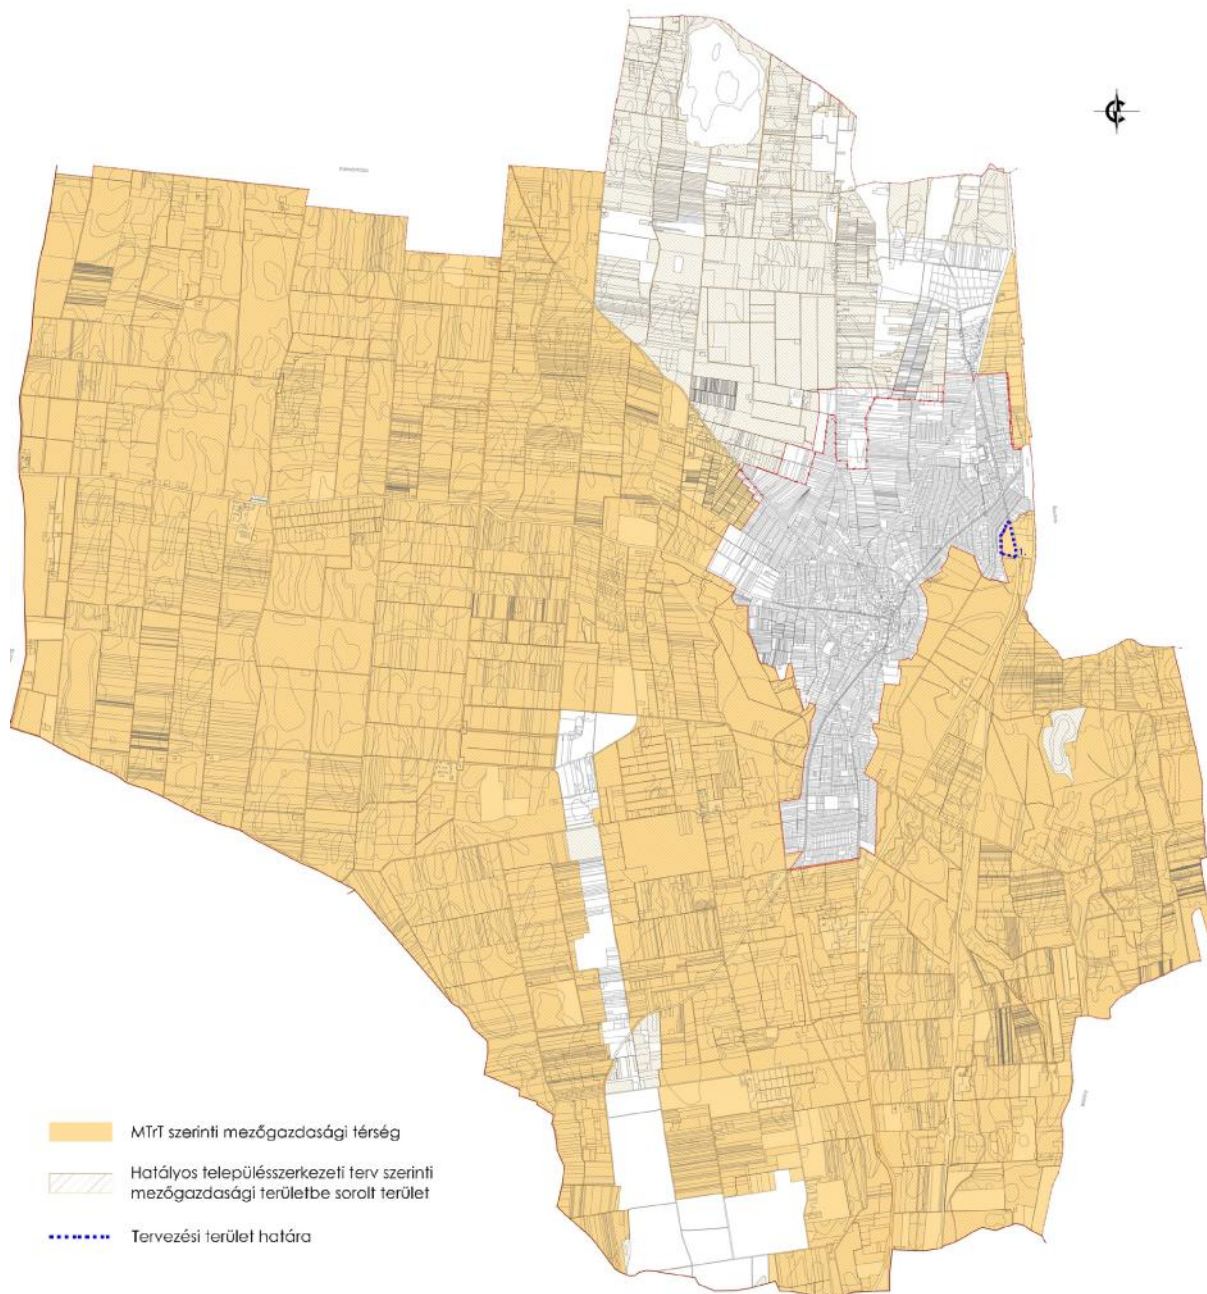 MTrT szerinti mezőgazdasági térség
Hatályos településszerkezeti terv szerinti
mezőgazdasági területbe sorolt terület
Tervezési terület határa